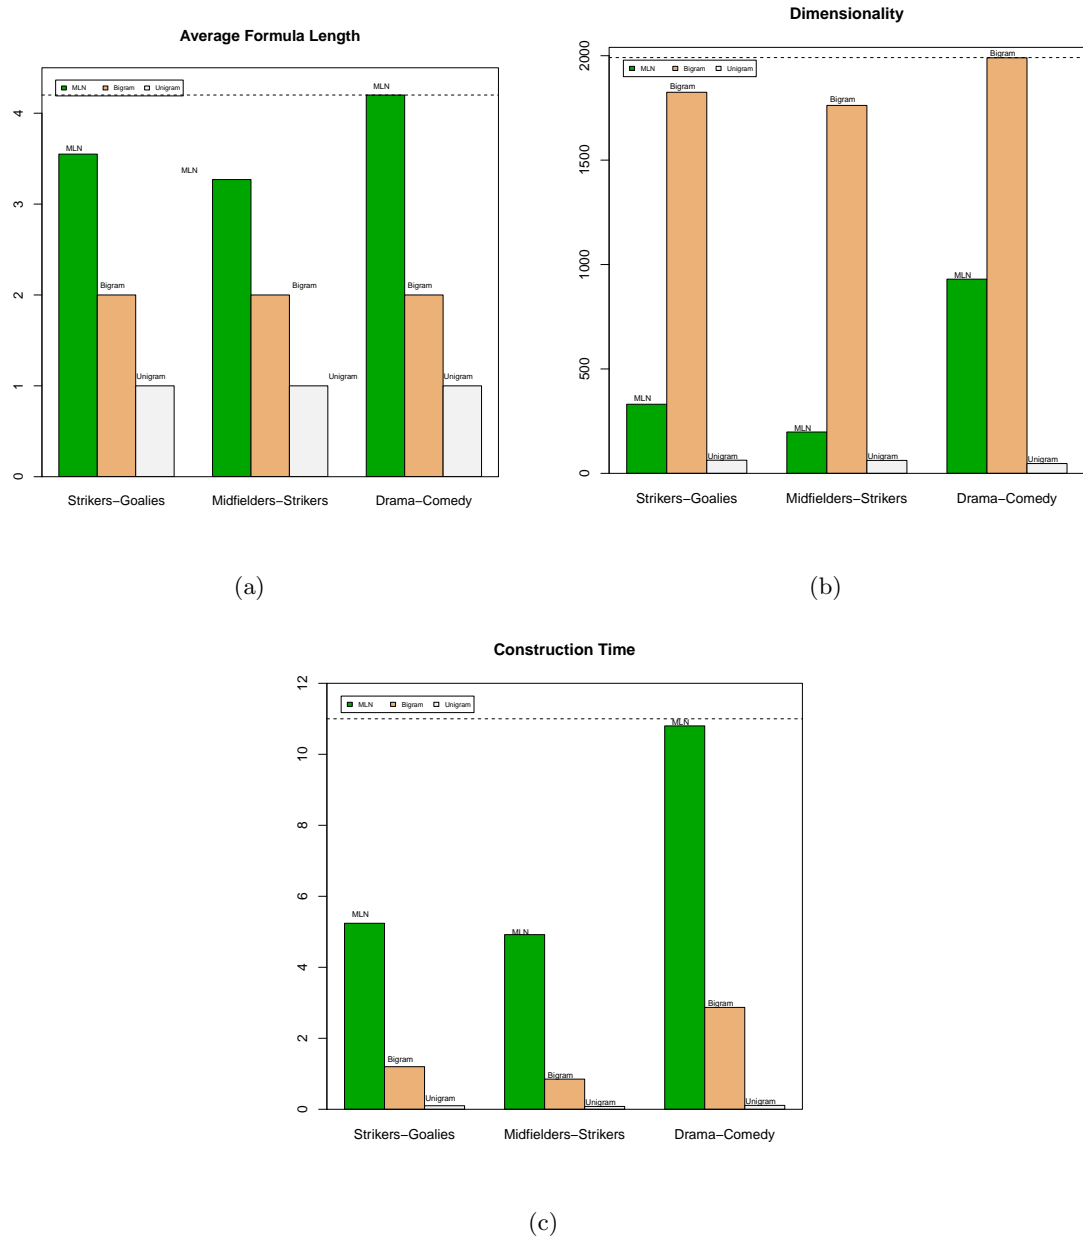 Average Formula Length
MLN Bigram Unigram
MLN
MLN
MLN
Bigram
Bigram
Bigram
Unigram
Unigram
Unigram
0 1 2 3 4
Strikers−Goalies Midfielders−Strikers Drama−Comedy
(a)
Dimensionality
MLN Bigram Unigram
Bigram
Bigram
Bigram
MLN
MLN
MLN
Unigram
Unigram
Unigram
0 500 1000 1500 2000
Strikers−Goalies Midfielders−Strikers Drama−Comedy
(b)
Construction Time
MLN Bigram Unigram
MLN
MLN
MLN
Bigram
Bigram
Bigram
Unigram
Unigram
Unigram
0 2 4 6 8 10 12
Strikers−Goalies Midfielders−Strikers Drama−Comedy
(c)